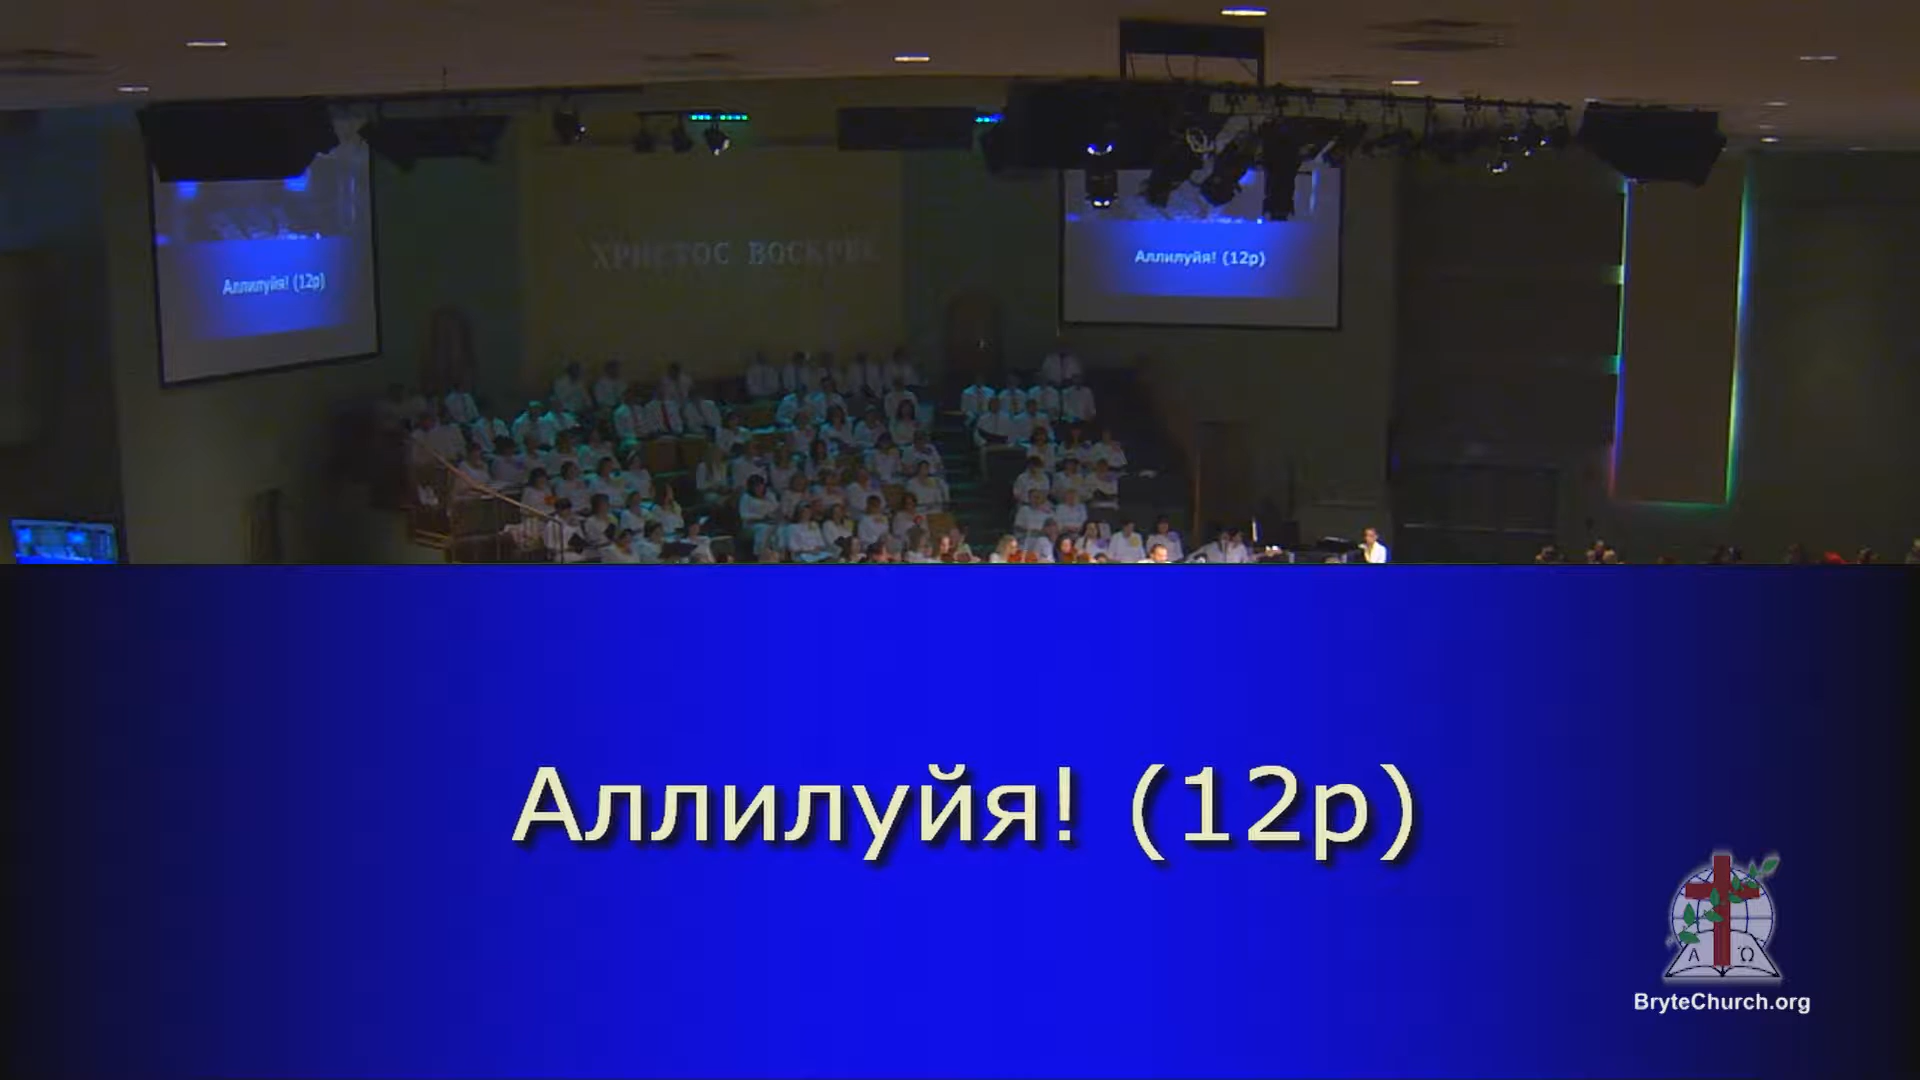 Аллилуйя! (12р)
ХРИСТОС ВОСКРЕС
Аллилуйя! (12р)
Аллилуйя! (12р)
Α Ω
BryteChurch.org